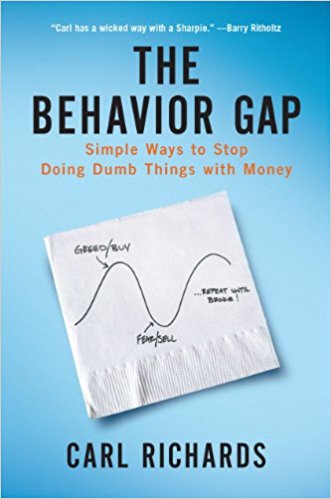 "Carl has a wicked way with a Sharpie." —Barry Ritholtz
THE
BEHAVIOR GAP
Simple Ways to Stop
Doing Dumb Things with Money
GREED/BUY
...REPEAT UNTIL
BROKE!
FEAR/SELL
CARL RICHARDS